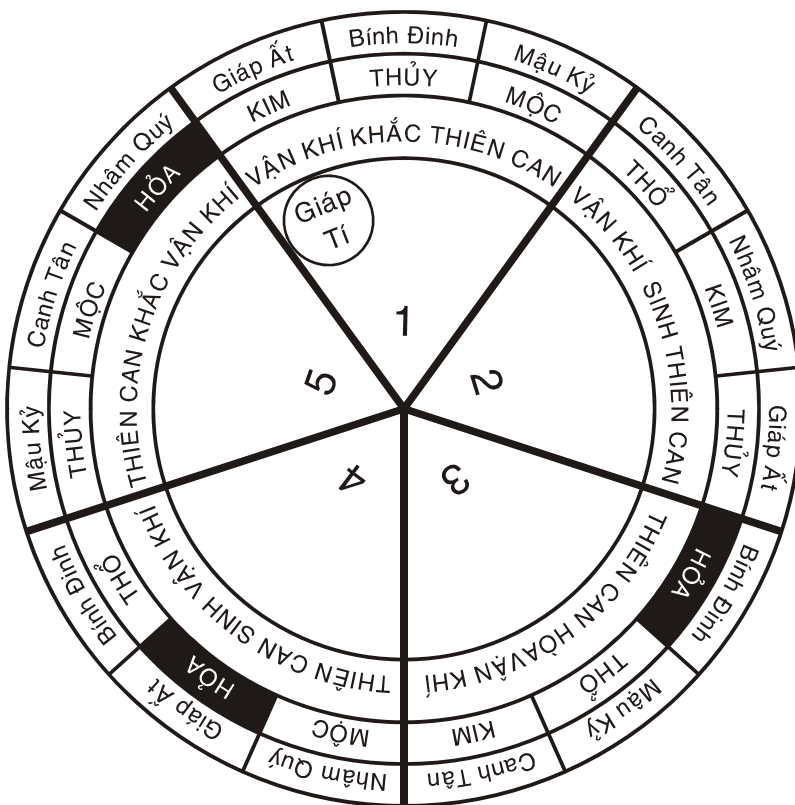 Giáp Ất
Bính Đinh
Mậu Kỷ
KIM
THỦY
MỘC
VẬN KHÍ KHẮC THIÊN CAN
Giáp
Tí
1
Canh Tân
Nhâm Quý
Giáp Ất
THỔ
KIM
THỦY
VẬN KHÍ SINH THIÊN CAN
2
Bính Đinh
Mậu Kỷ
Canh Tân
HỎA
THỔ
KIM
THIÊN CAN HÒAVẬN KHÍ
3
Nhâm Quý
Giáp Ất
Bính Đinh
MỘC
HỎA
THỔ
THIÊN CAN SINH VẬN KHÍ
4
Mậu Kỷ
Canh Tân
Nhâm Quý
THỦY
MỘC
HỎA
THIÊN CAN KHẮC VẬN KHÍ
5